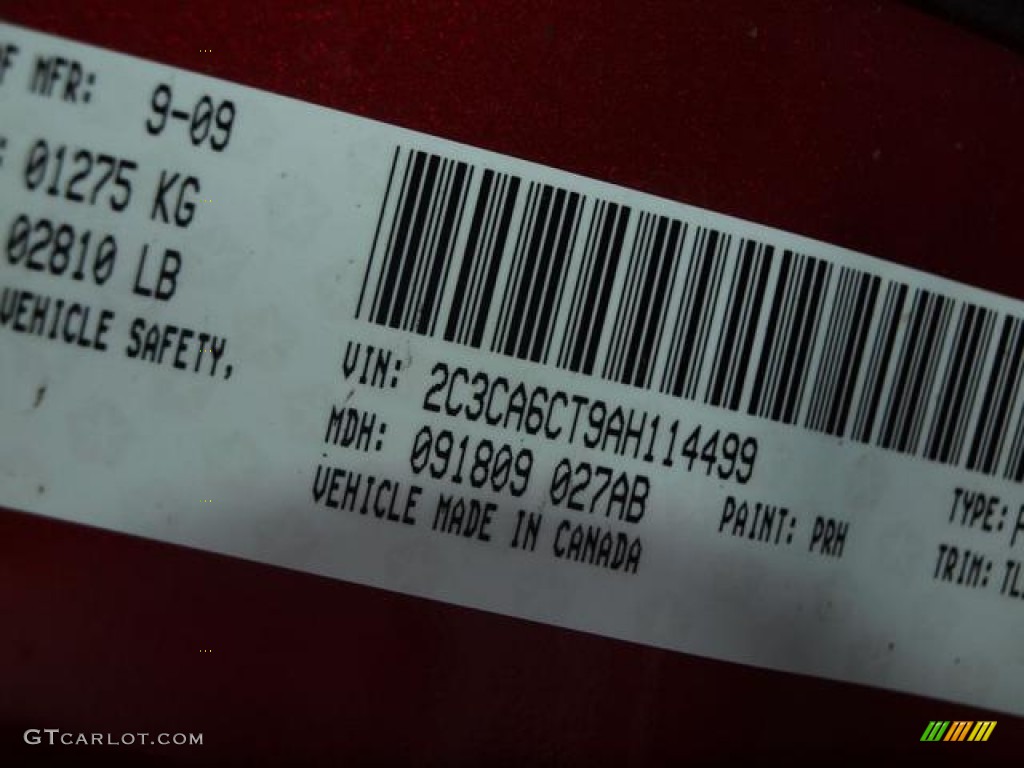 MFR: 9-09
01275 KG
02810 LB
VEHICLE SAFETY,
VIN: 2C3CA6CT9AH114499
MDH: 091809 027AB
VEHICLE MADE IN CANADA
PAINT: PRH
TYPE:
TRIM:
GTCARLOT.COM